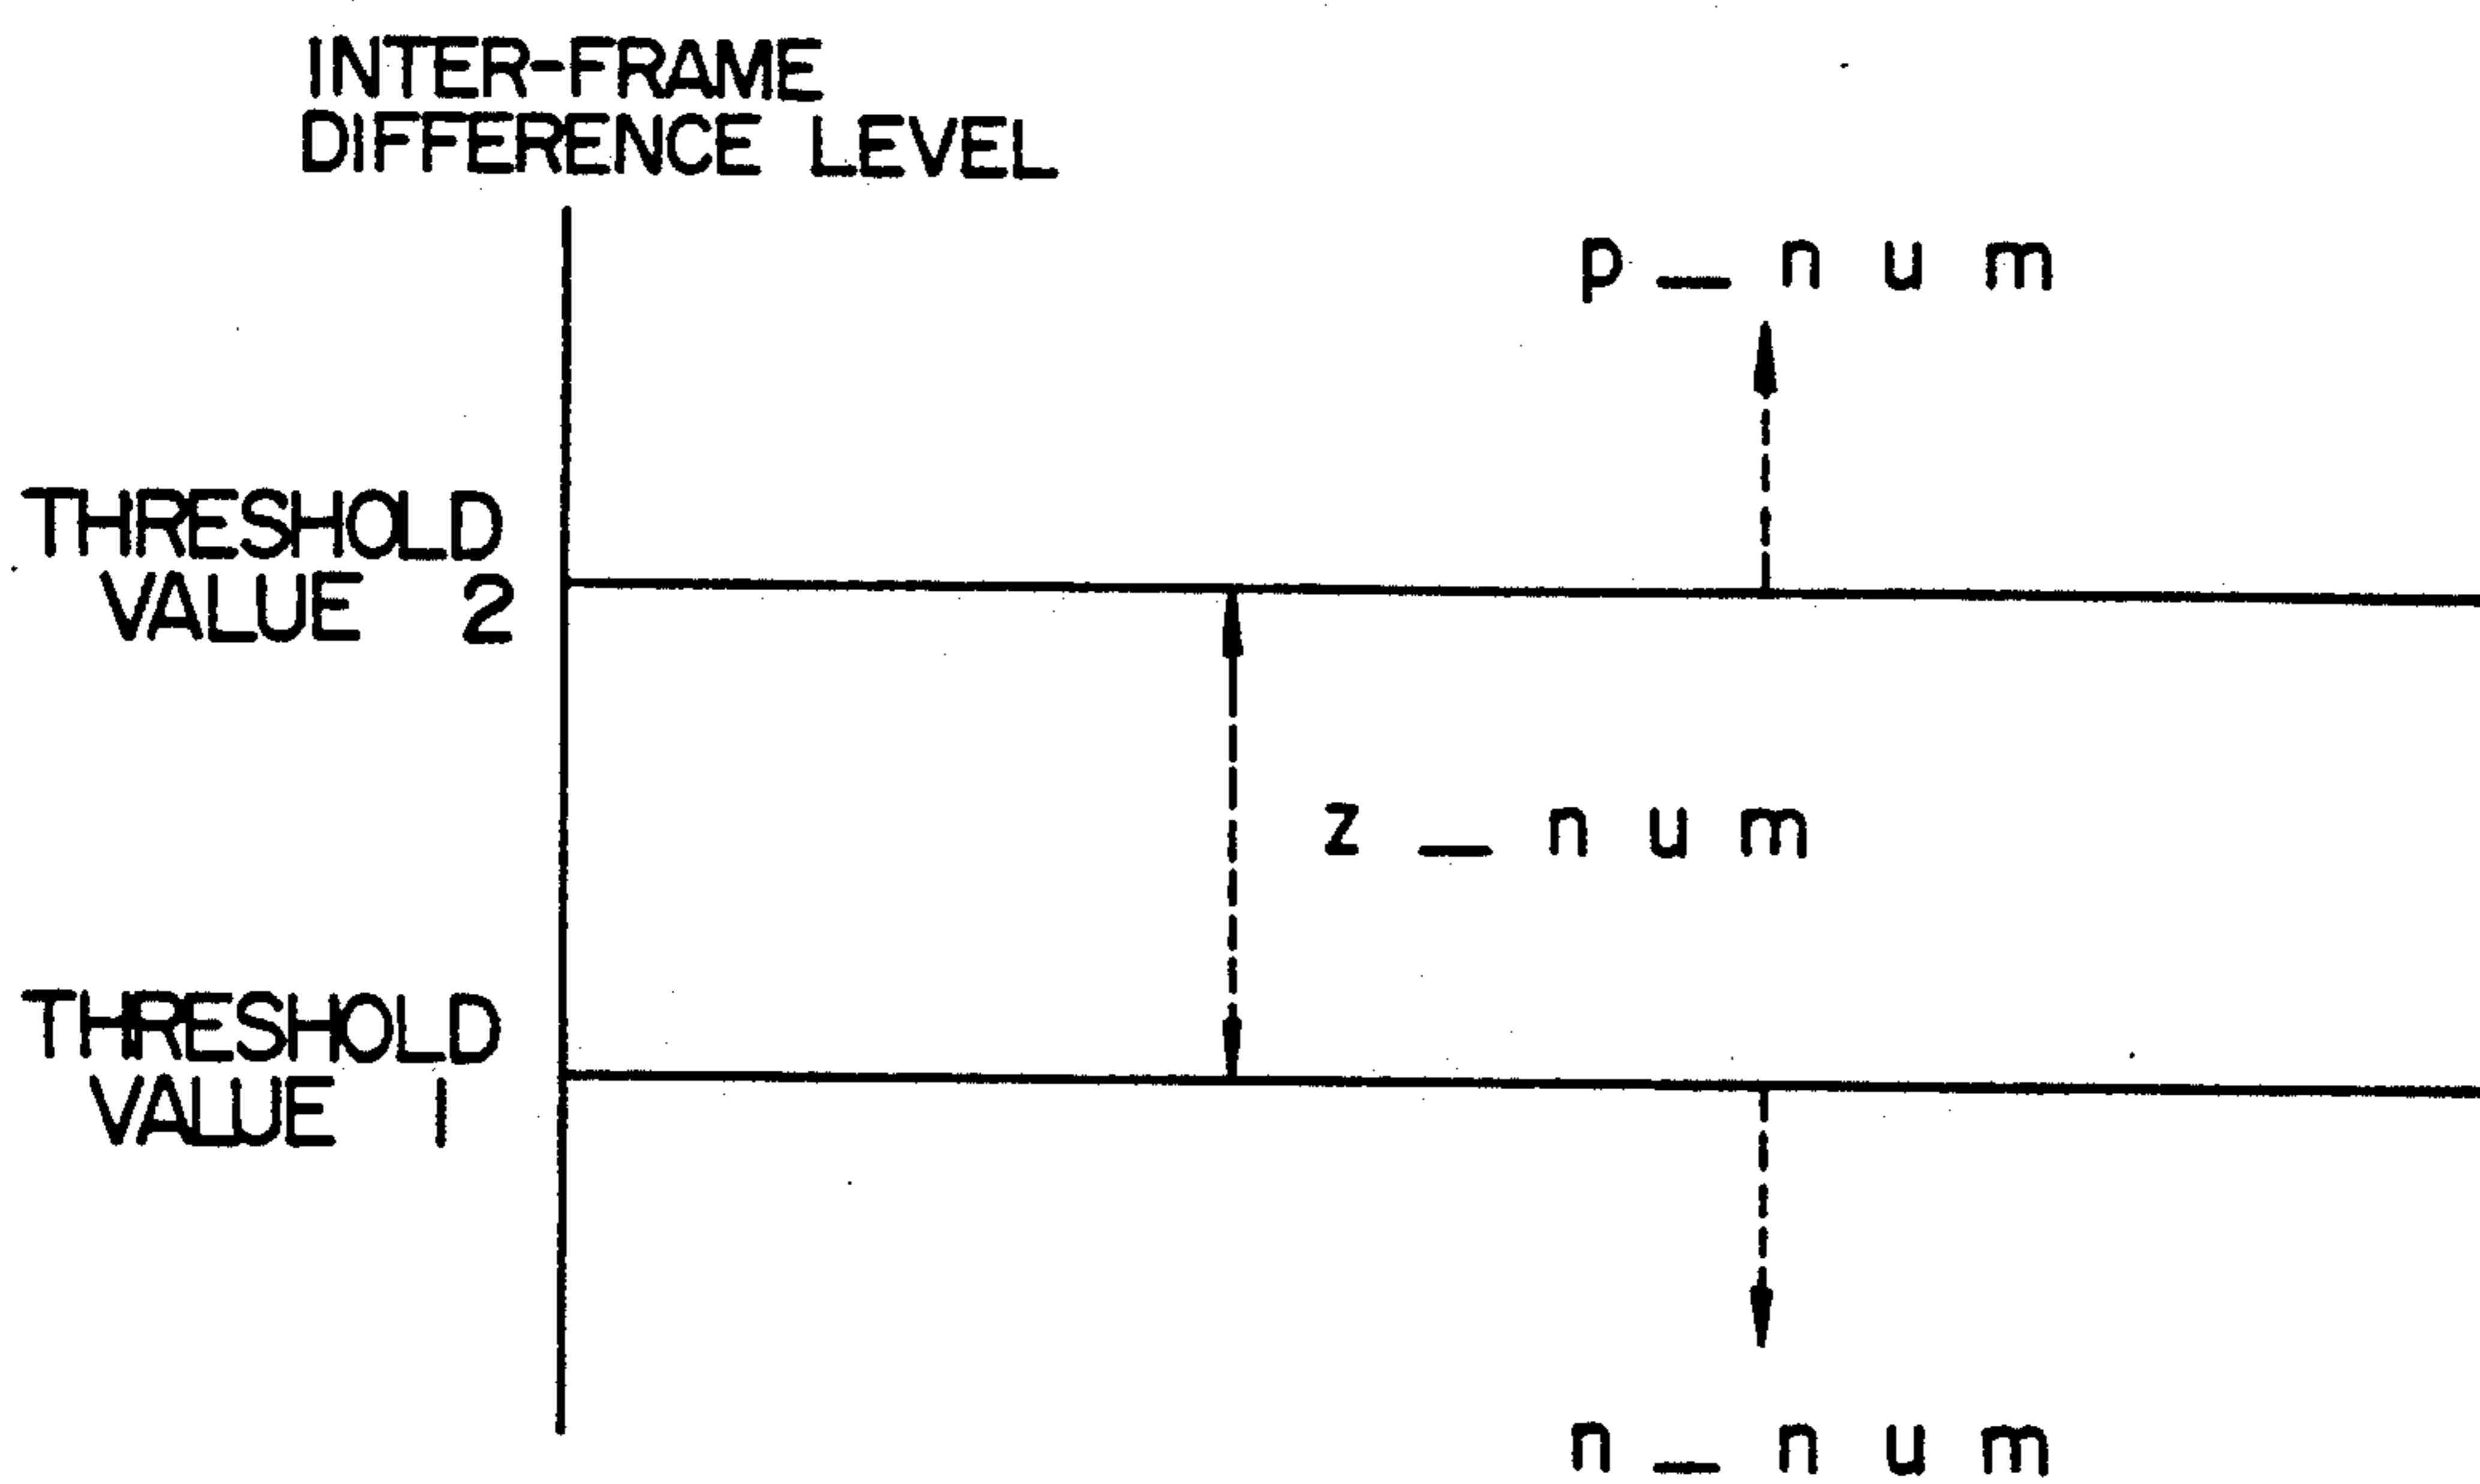 INTER-FRAME
DIFFERENCE LEVEL
p_num
THRESHOLD
VALUE 2
z_num
THRESHOLD
VALUE 1
n_num